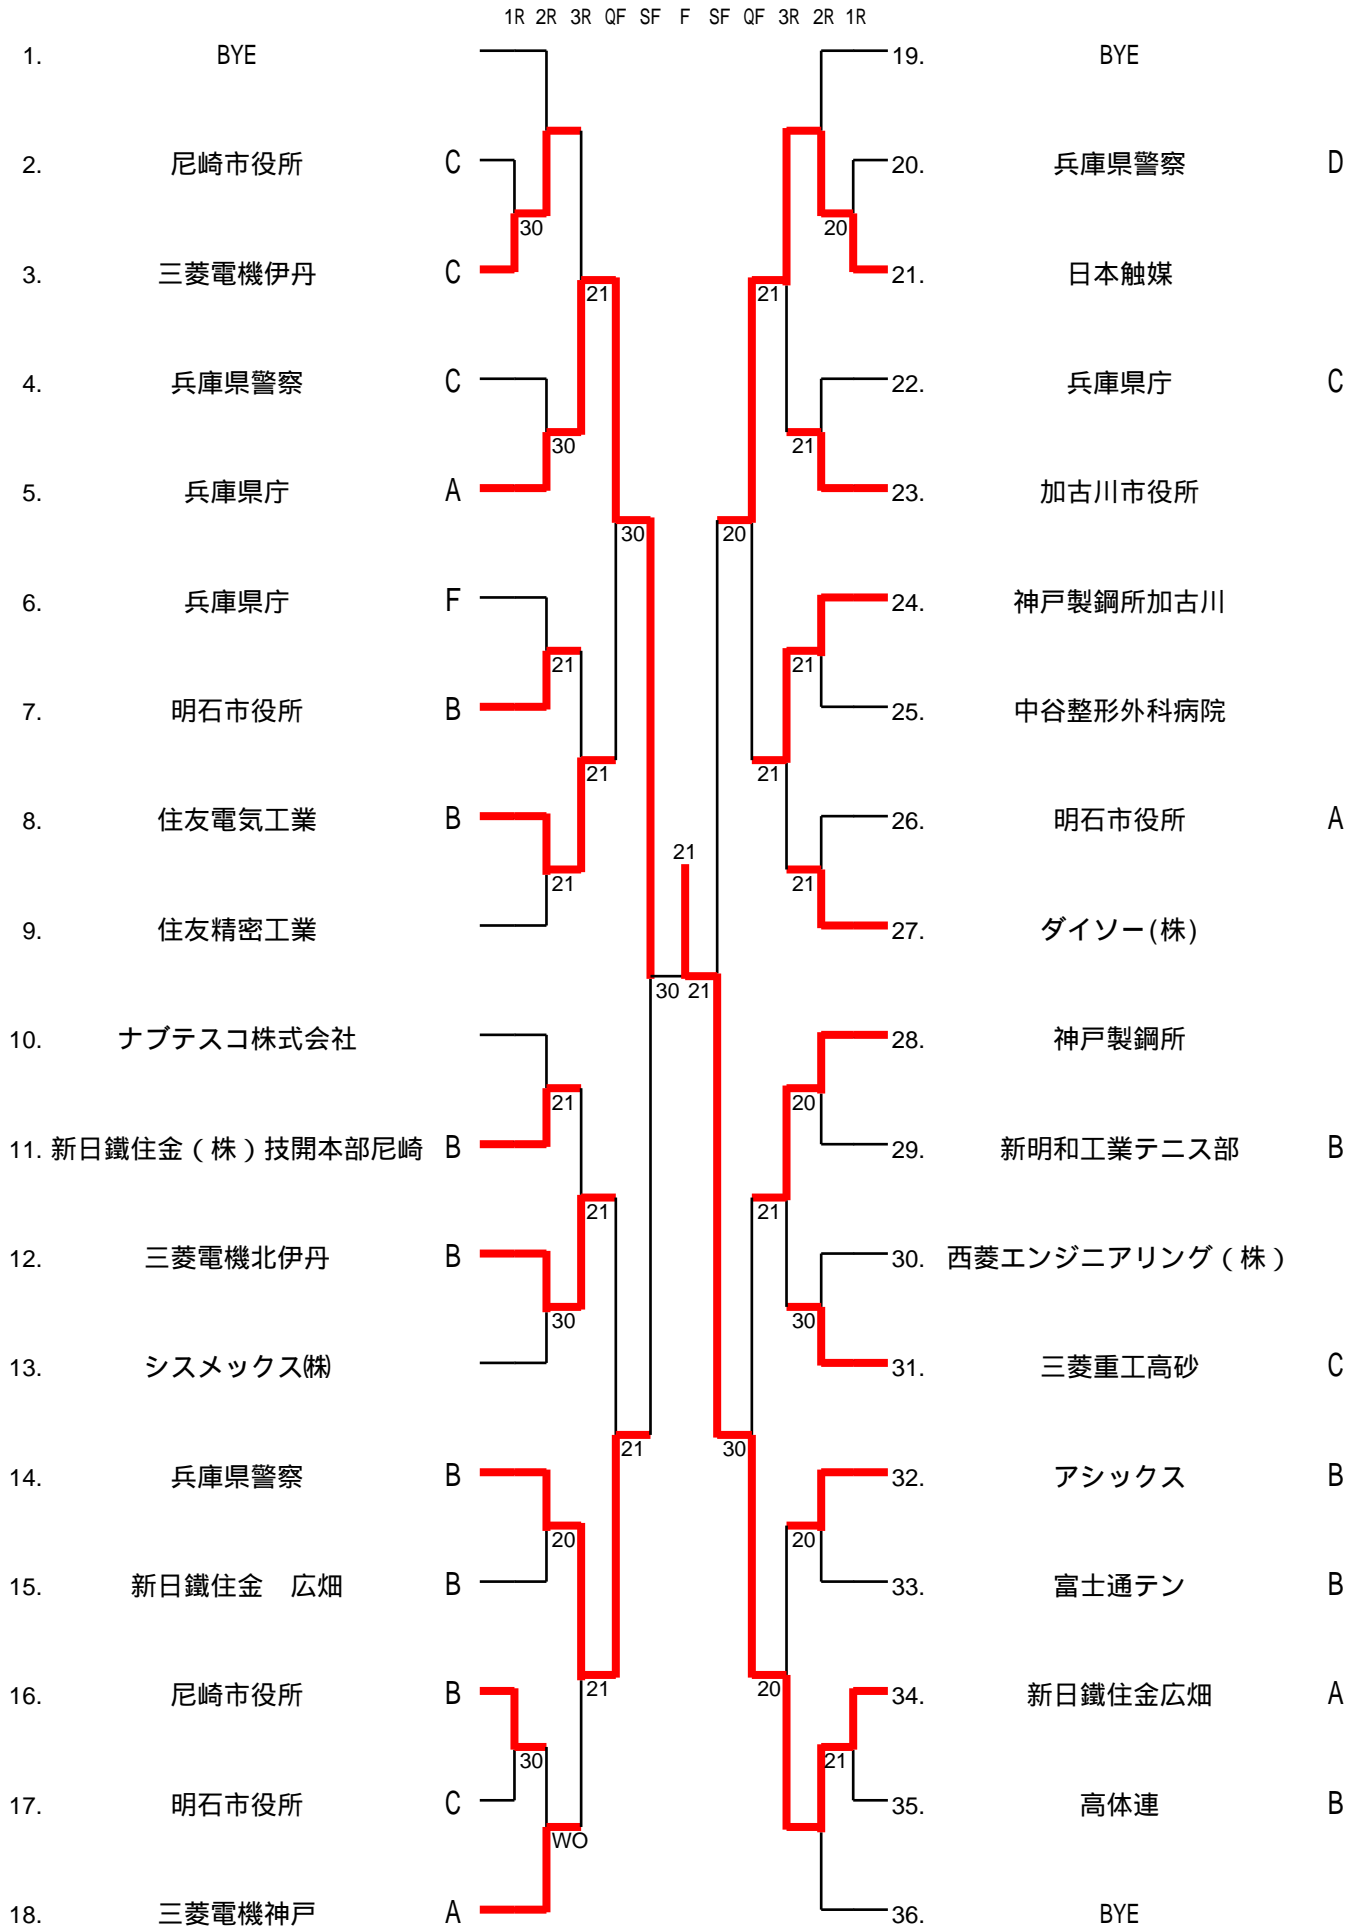 1R 2R 3R QF SF F SF QF 3R 2R 1R
1. BYE 19. BYE
2. 尼崎市役所 C 20. 兵庫県警察 D
30 20
3. 三菱電機伊丹 C 21. 日本触媒
21 21
4. 兵庫県警察 C 22. 兵庫県庁 C
30 21
5. 兵庫県庁 A 23. 加古川市役所
30 20
6. 兵庫県庁 F 24. 神戸製鋼所加古川
21 21
7. 明石市役所 B 25. 中谷整形外科病院
21 21
8. 住友電気工業 B 26. 明石市役所 A
21
21 21
9. 住友精密工業 27. ダイソー(株)
30 21
10. ナブテスコ株式会社 28. 神戸製鋼所
21 20
11. 新日鐵住金（株）技開本部尼崎 B 29. 新明和工業テニス部 B
21 21
12. 三菱電機北伊丹 B 30. 西菱エンジニアリング（株）
30 30
13. シスメックス㈱ 31. 三菱重工高砂 C
21 30
14. 兵庫県警察 B 32. アシックス B
20 20
15. 新日鐵住金　広畑 B 33. 富士通テン B
21 20
16. 尼崎市役所 B 34. 新日鐵住金広畑 A
30 21
17. 明石市役所 C 35. 高体連 B
WO
18. 三菱電機神戸 A 36. BYE